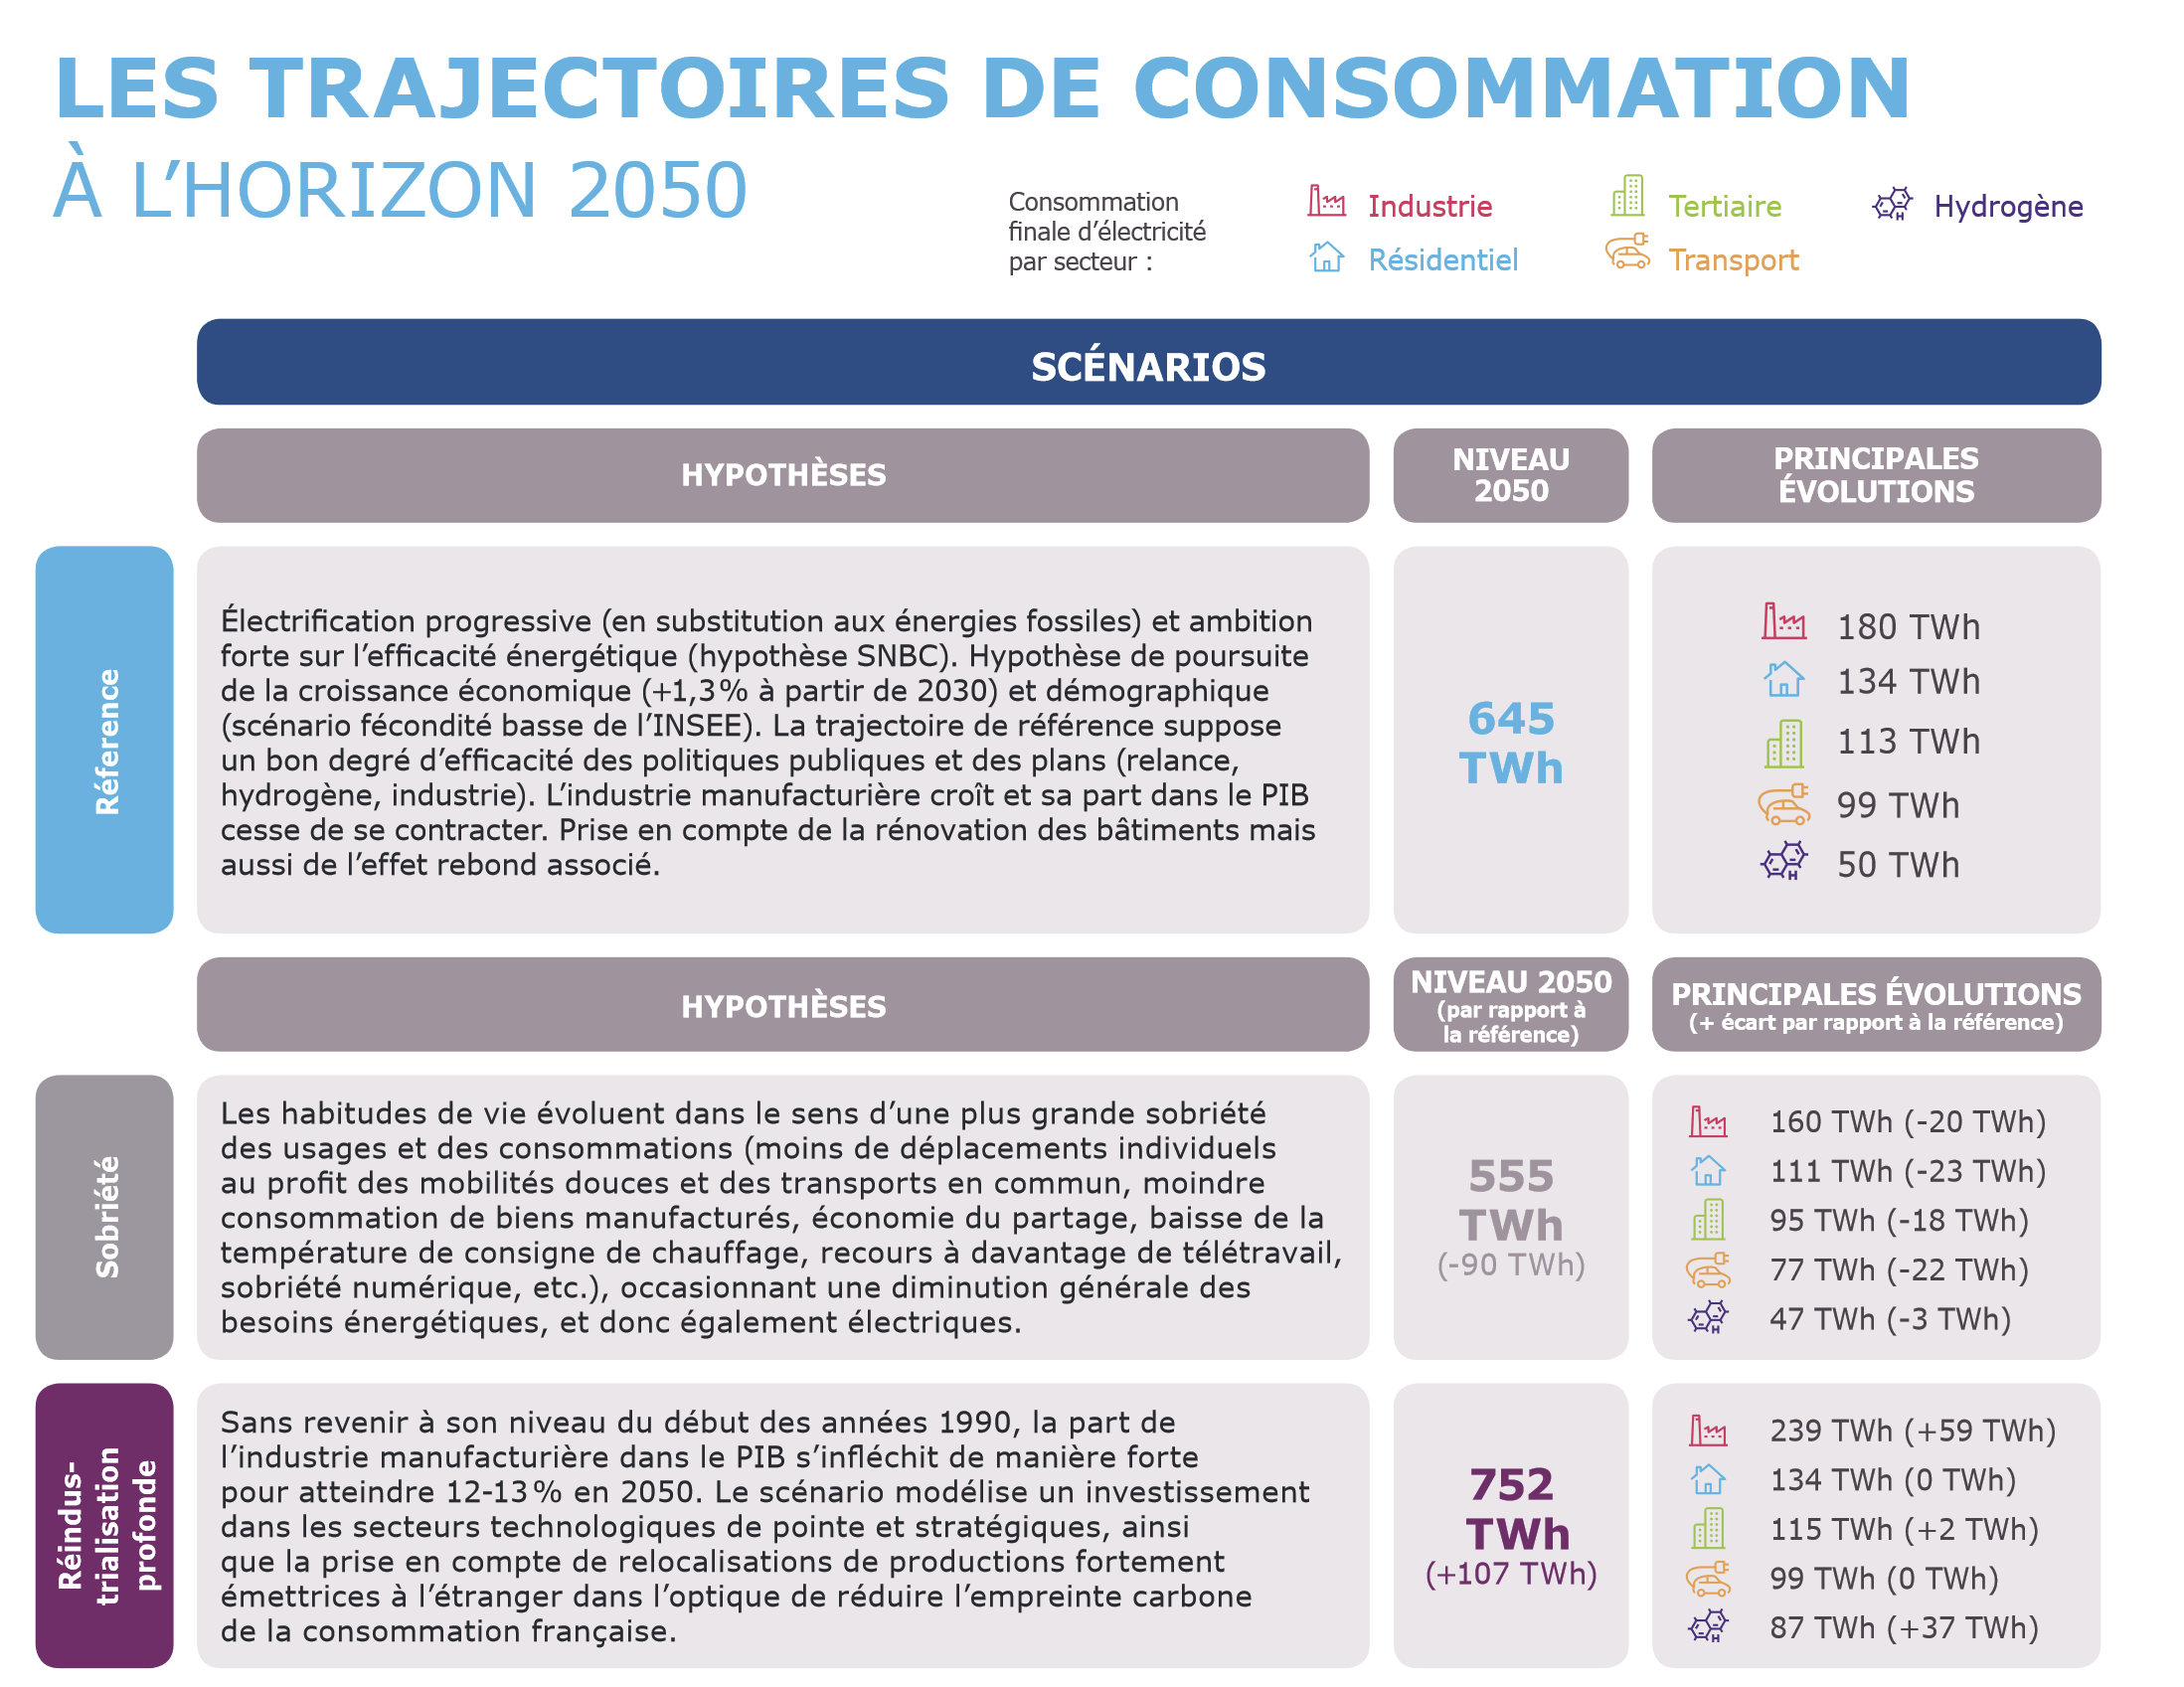 LES TRAJECTOIRES DE CONSOMMATION
À L’HORIZON 2050
Consommation
finale d’électricité
par secteur :
Industrie
Résidentiel
Tertiaire
Transport
Hydrogène
SCÉNARIOS
HYPOTHÈSES
NIVEAU
2050
PRINCIPALES
ÉVOLUTIONS
Réference
Électrification progressive (en substitution aux énergies fossiles) et ambition
forte sur l’efficacité énergétique (hypothèse SNBC). Hypothèse de poursuite
de la croissance économique (+1,3% à partir de 2030) et démographique
(scénario fécondité basse de l’INSEE). La trajectoire de référence suppose
un bon degré d’efficacité des politiques publiques et des plans (relance,
hydrogène, industrie). L’industrie manufacturière croît et sa part dans le PIB
cesse de se contracter. Prise en compte de la rénovation des bâtiments mais
aussi de l’effet rebond associé.
645
TWh
180 TWh
134 TWh
113 TWh
99 TWh
50 TWh
H
HYPOTHÈSES
NIVEAU 2050
(par rapport à
la référence)
PRINCIPALES ÉVOLUTIONS
(+ écart par rapport à la référence)
Sobriété
Les habitudes de vie évoluent dans le sens d’une plus grande sobriété
des usages et des consommations (moins de déplacements individuels
au profit des mobilités douces et des transports en commun, moindre
consommation de biens manufacturés, économie du partage, baisse de la
température de consigne de chauffage, recours à davantage de télétravail,
sobriété numérique, etc.), occasionnant une diminution générale des
besoins énergétiques, et donc également électriques.
555
TWh
(-90 TWh)
160 TWh (-20 TWh)
111 TWh (-23 TWh)
95 TWh (-18 TWh)
77 TWh (-22 TWh)
47 TWh (-3 TWh)
Réindus-
trialisation
profonde
Sans revenir à son niveau du début des années 1990, la part de
l’industrie manufacturière dans le PIB s’infléchit de manière forte
pour atteindre 12-13% en 2050. Le scénario modélise un investissement
dans les secteurs technologiques de pointe et stratégiques, ainsi
que la prise en compte de relocalisations de productions fortement
émettrices à l’étranger dans l’optique de réduire l’empreinte carbone
de la consommation française.
752
TWh
(+107 TWh)
239 TWh (+59 TWh)
134 TWh (0 TWh)
115 TWh (+2 TWh)
99 TWh (0 TWh)
87 TWh (+37 TWh)